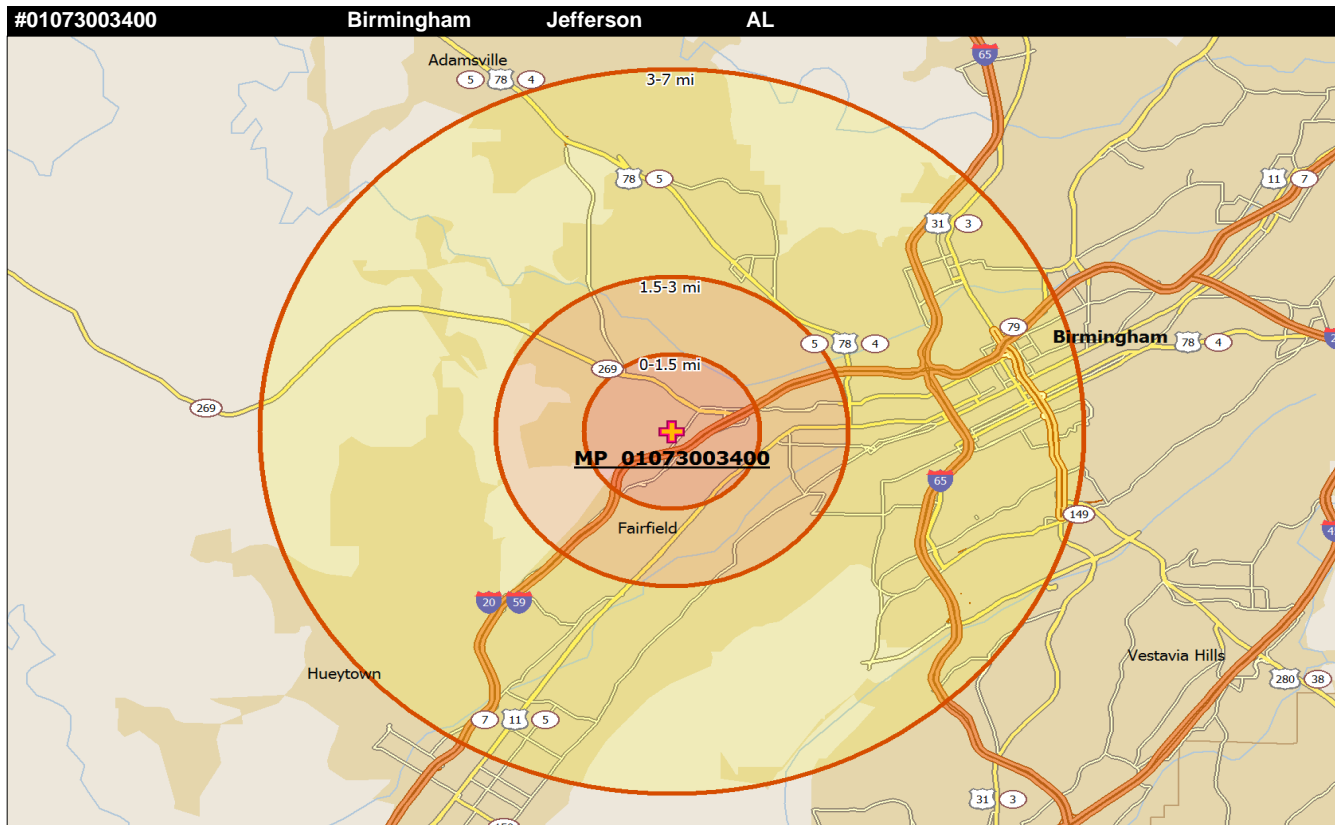 #01073003400 Birmingham Jefferson AL
65
Adamsville
5 78 4
3-7 mi
78 5
11 7
31 3
1.5-3 mi
79
Birmingham
78 4
5 78 4
0-1.5 mi
269
269
MP 01073003400
65
149
Fairfield
20 59
Vestavia Hills
Hueytown
280 38
7 11 5
31 3